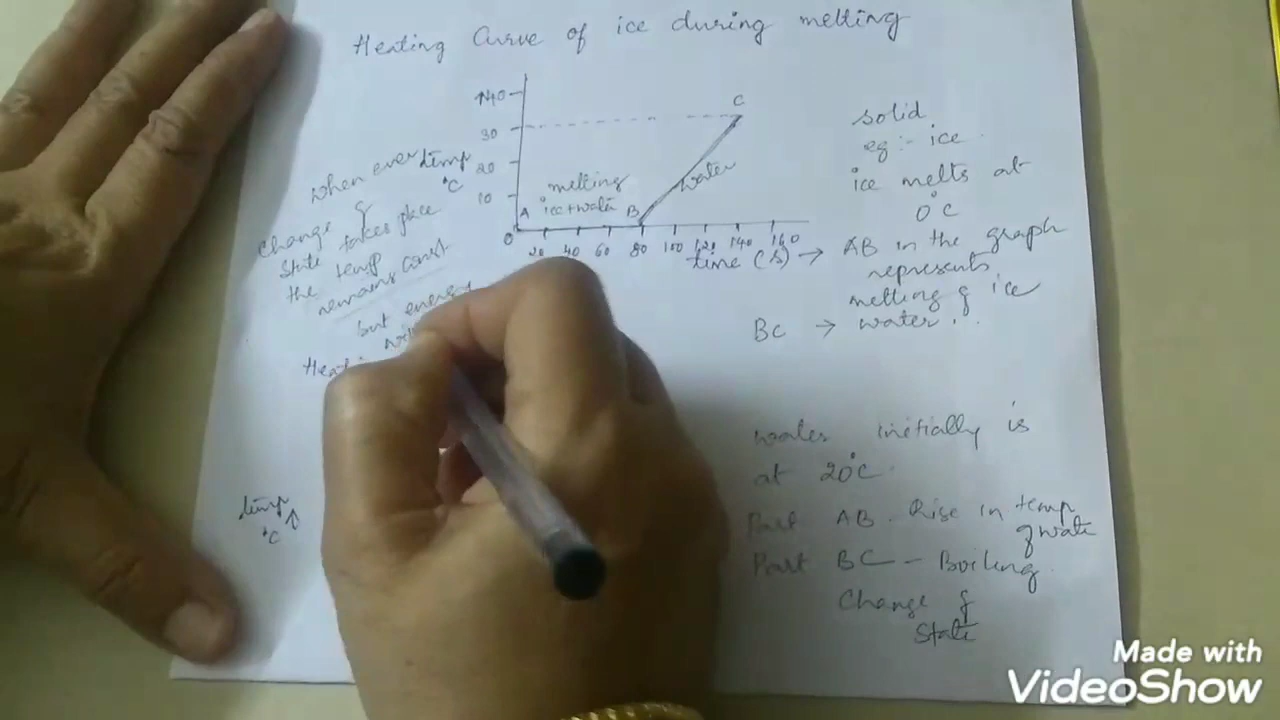 Heating Curve of ice during melting
40
30
20
10
0
temp
°C
A
B
C
melting
ice + water
water
20 40 60 80 100 120 140 160
time (s)
when ever
change of
state takes place
the temp
remains const
but energy
solid
eg :- ice
ice melts at
0°C
→ AB in the graph
represents
melting of ice
BC → water.
temp
°C
water initially is
at 20°C.
Part AB - Rise in temp
of wate
Part BC - Boiling
Change of
State
Made with
VideoShow